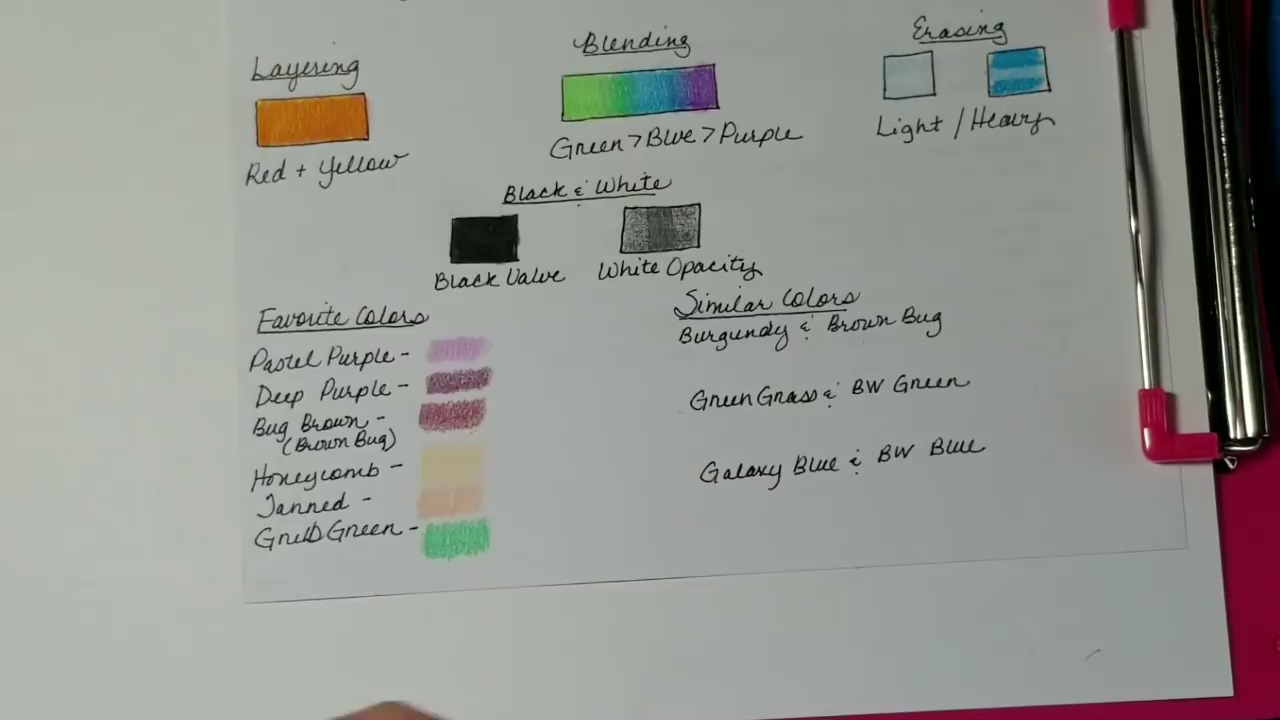 Layering
Blending
Erasing
Red + Yellow
Green > Blue > Purple
Light / Heavy
Black & White
Black Value
White Opacity
Favorite Colors
Pastel Purple -
Deep Purple -
Bug Brown -
(Brown Bug)
Honeycomb -
Tanned -
Green -
Similar Colors
Burgundy & Brown Bug
Green Grass & BW Green
Galaxy Blue & BW Blue